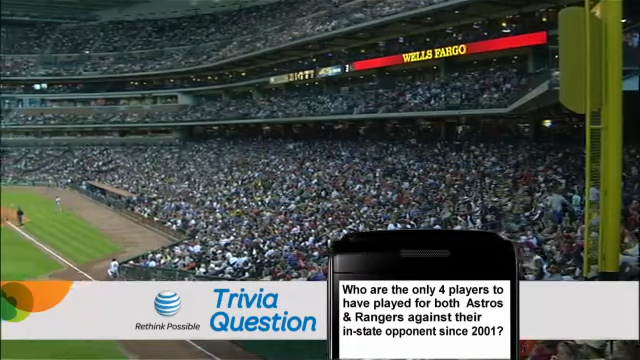 WELLS FARGO
Trivia
Question
at&t
Rethink Possible
Who are the only 4 players to
have played for both Astros
& Rangers against their
in-state opponent since 2001?